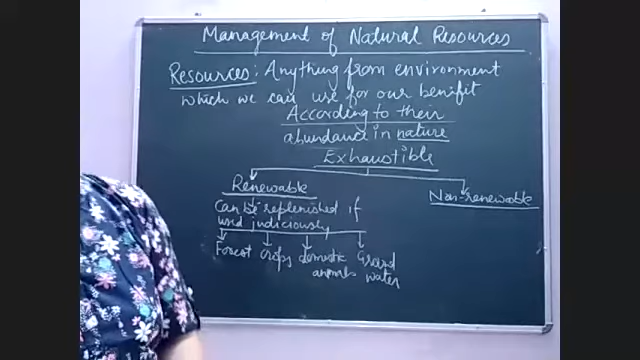 Management of Natural Resources
Resources: Anything from environment
which we can use for our benifit
According to their
abundance in nature
Exhaustible
Renewable
Non-renewable
Can be replenished if
used judiciously
Forest crops domestic animals Ground water